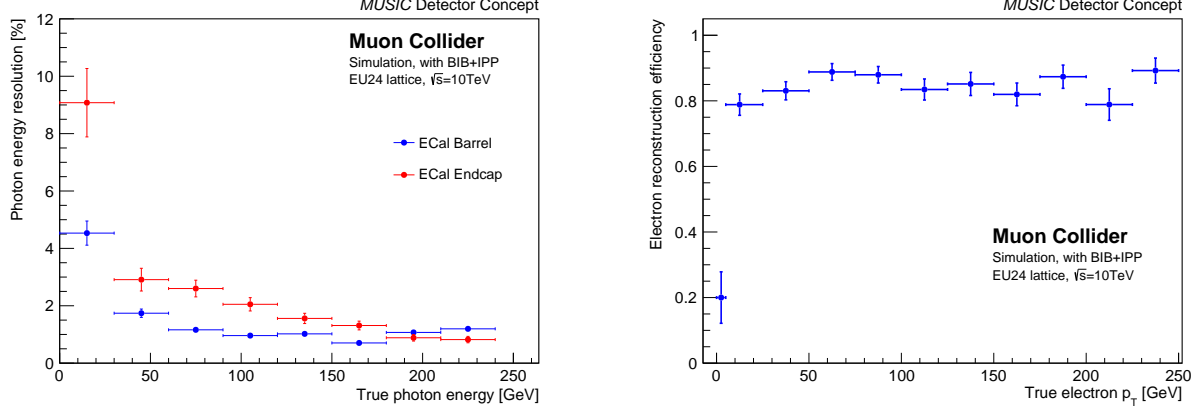 MUSIC Detector Concept
Photon energy resolution [%]
12
10
8
6
4
2
0
Muon Collider
Simulation, with BIB+IPP
EU24 lattice, √s=10TeV
ECal Barrel
ECal Endcap
0 50 100 150 200 250
True photon energy [GeV]
MUSIC Detector Concept
Electron reconstruction efficiency
1
0.8
0.6
0.4
0.2
0
Muon Collider
Simulation, with BIB+IPP
EU24 lattice, √s=10TeV
0 50 100 150 200 250
True electron p_T [GeV]